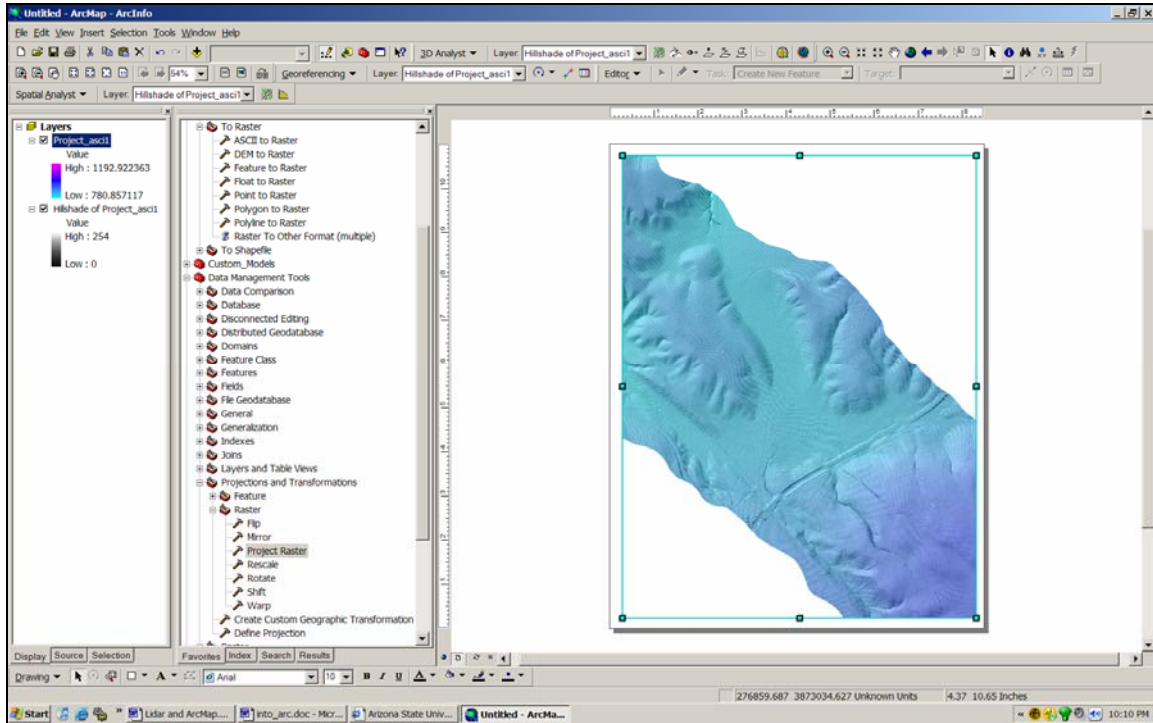 Untitled - ArcMap - ArcInfo
File Edit View Insert Selection Tools Window Help
3D Analyst Layer: Hillshade of Project_asci1
54% Georeferencing Layer: Hillshade of Project_asci1 Editor Task: Create New Feature Target:
Spatial Analyst Layer: Hillshade of Project_asci1
Layers
Project_asci1
Value
High : 1192.922363
Low : 780.857117
Hillshade of Project_asci1
Value
High : 254
Low : 0
To Raster
ASCII to Raster
DEM to Raster
Feature to Raster
Float to Raster
Point to Raster
Polygon to Raster
Polyline to Raster
Raster To Other Format (multiple)
To Shapefile
Custom_Models
Data Management Tools
Data Comparison
Database
Disconnected Editing
Distributed Geodatabase
Domains
Feature Class
Features
Fields
File Geodatabase
General
Generalization
Indexes
Joins
Layers and Table Views
Projections and Transformations
Feature
Raster
Flip
Mirror
Project Raster
Rescale
Rotate
Shift
Warp
Create Custom Geographic Transformation
Define Projection
Display Source Selection
Favorites Index Search Results
Drawing A Arial 10 B I U A
276859.687 3873034.627 Unknown Units 4.37 10.65 Inches
Start Lidar and ArcMap.... into_arc.doc - Micr... Arizona State Univ... Untitled - ArcMa... 10:10 PM